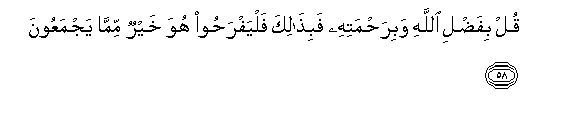 قُلْ بِفَضْلِ ٱللَّهِ وَبِرَحْمَتِهِۦ فَبِذَٰلِكَ فَلْيَفْرَحُوا۟ هُوَ خَيْرٌ مِّمَّا يَجْمَعُونَ
٥٨